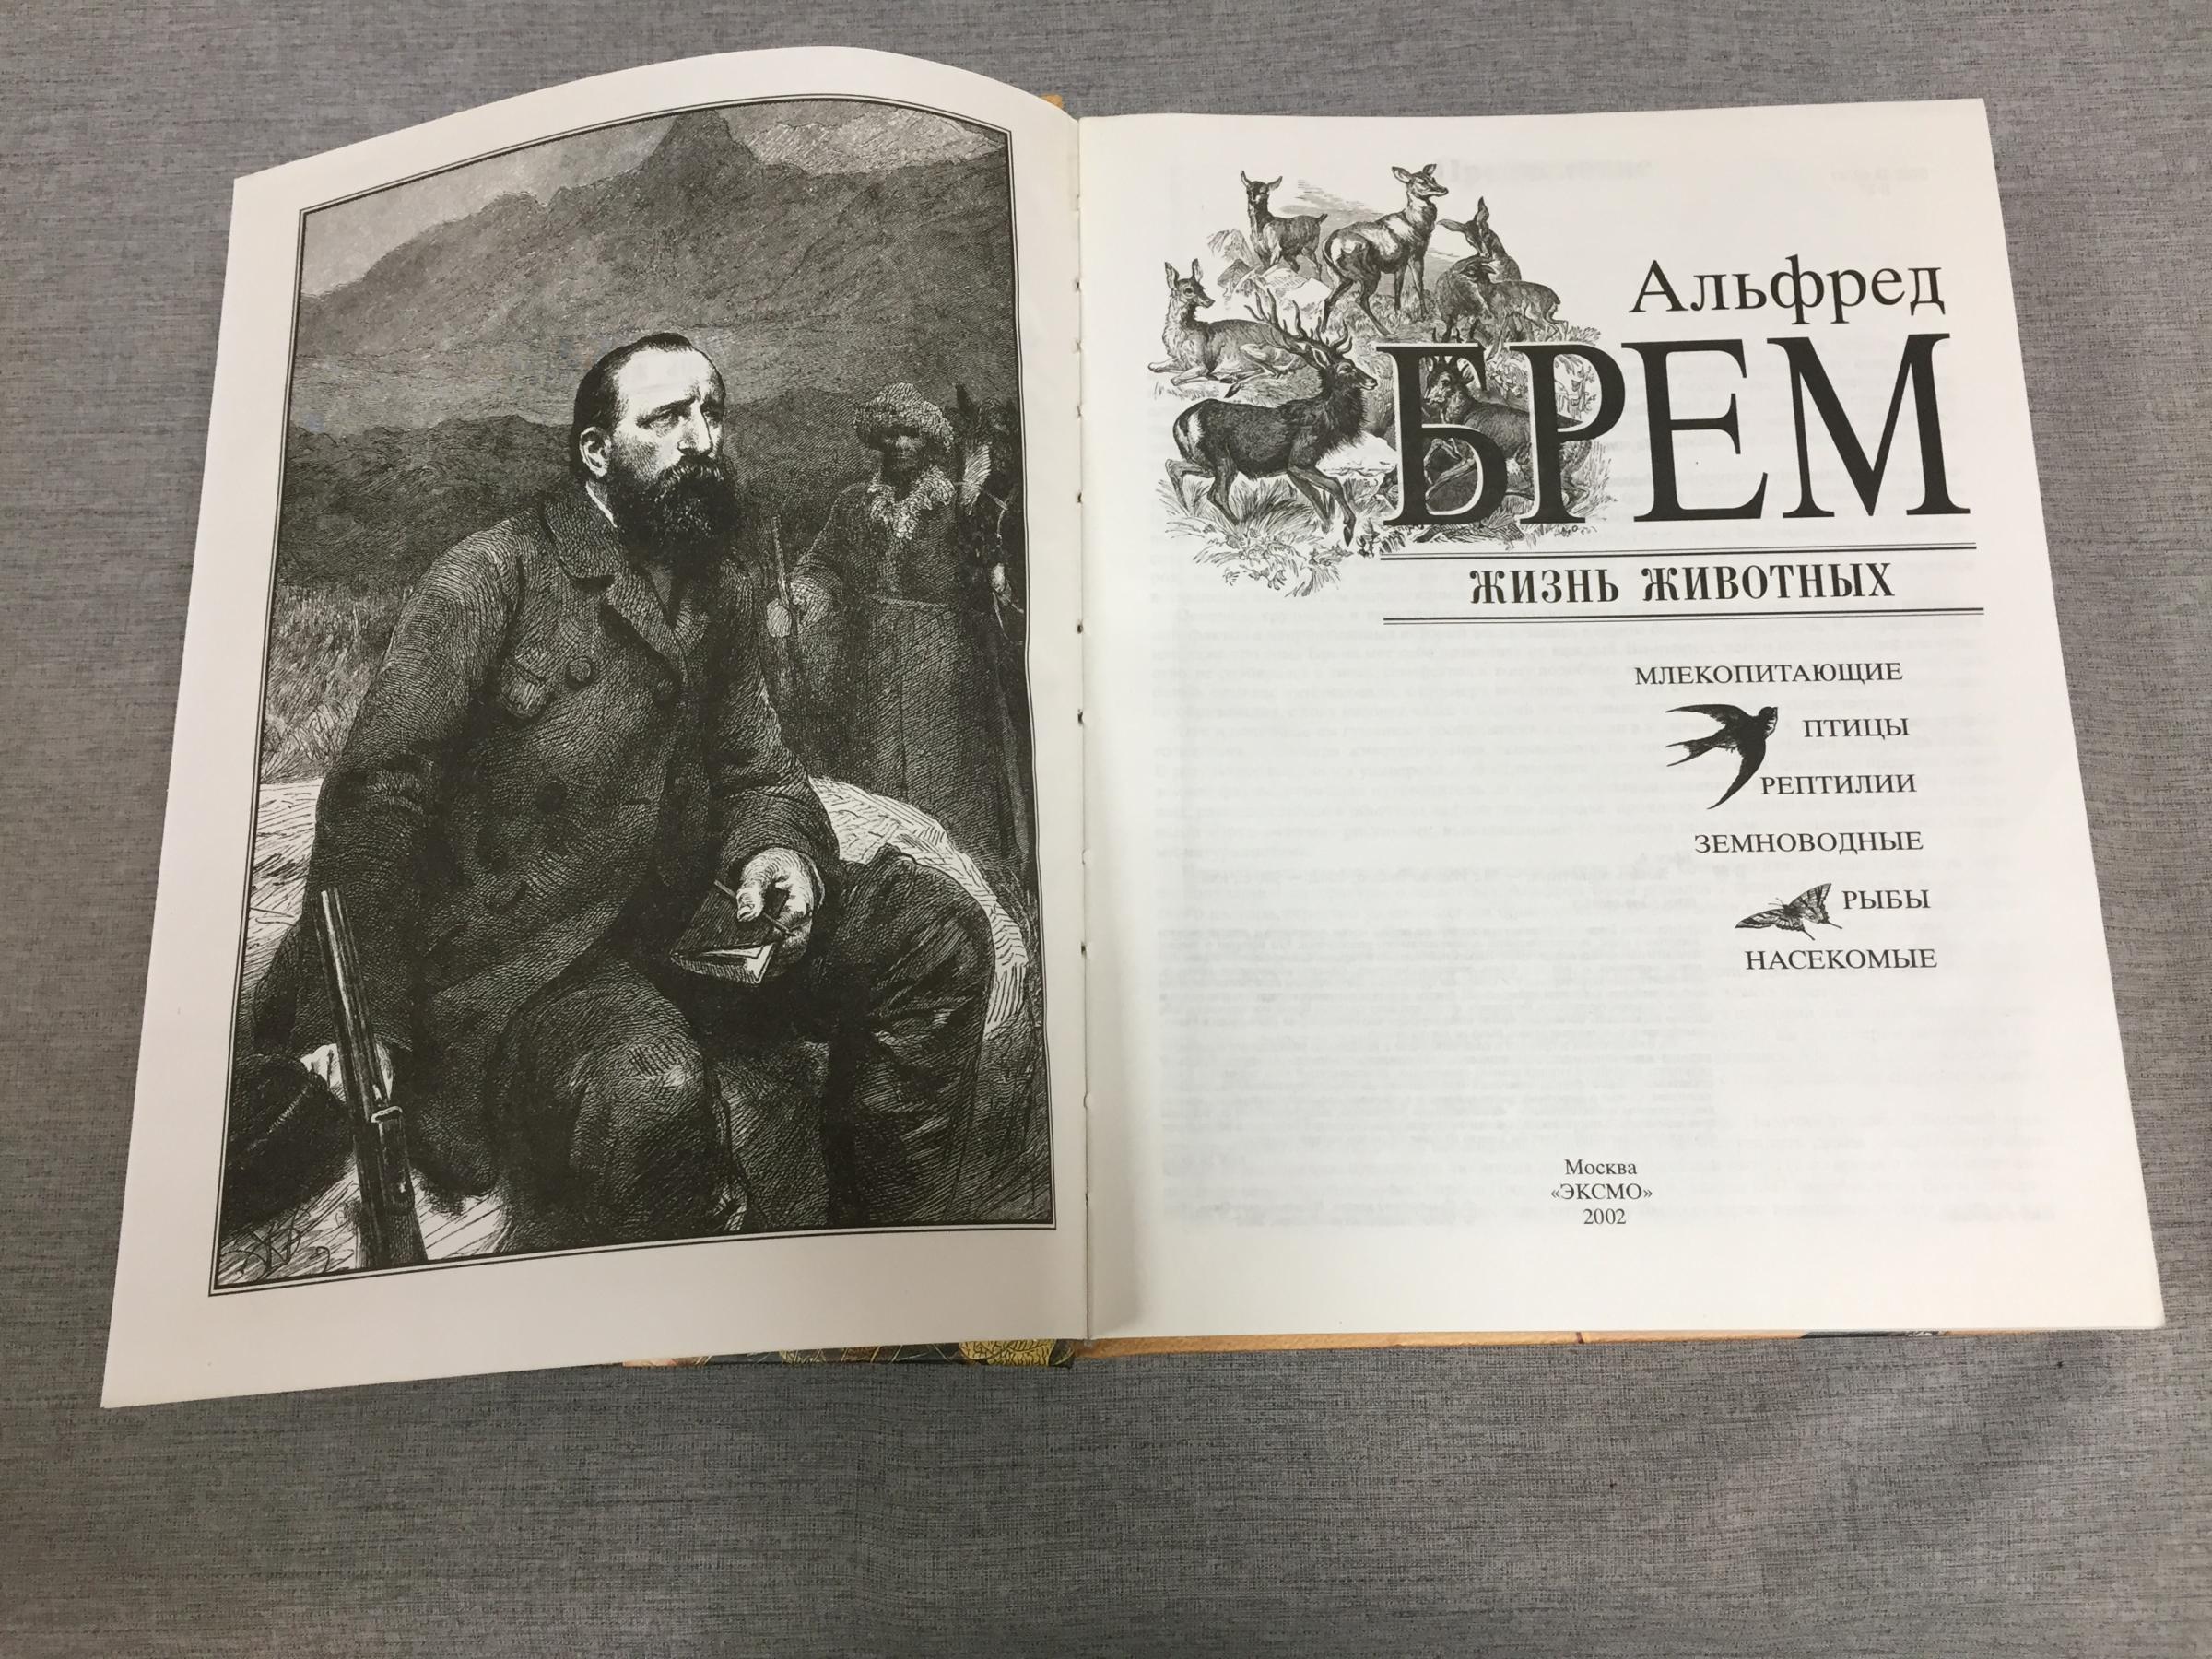 Альфред
БРЕМ
ЖИЗНЬ ЖИВОТНЫХ
МЛЕКОПИТАЮЩИЕ
ПТИЦЫ
РЕПТИЛИИ
ЗЕМНОВОДНЫЕ
РЫБЫ
НАСЕКОМЫЕ
Москва
«ЭКСМО»
2002